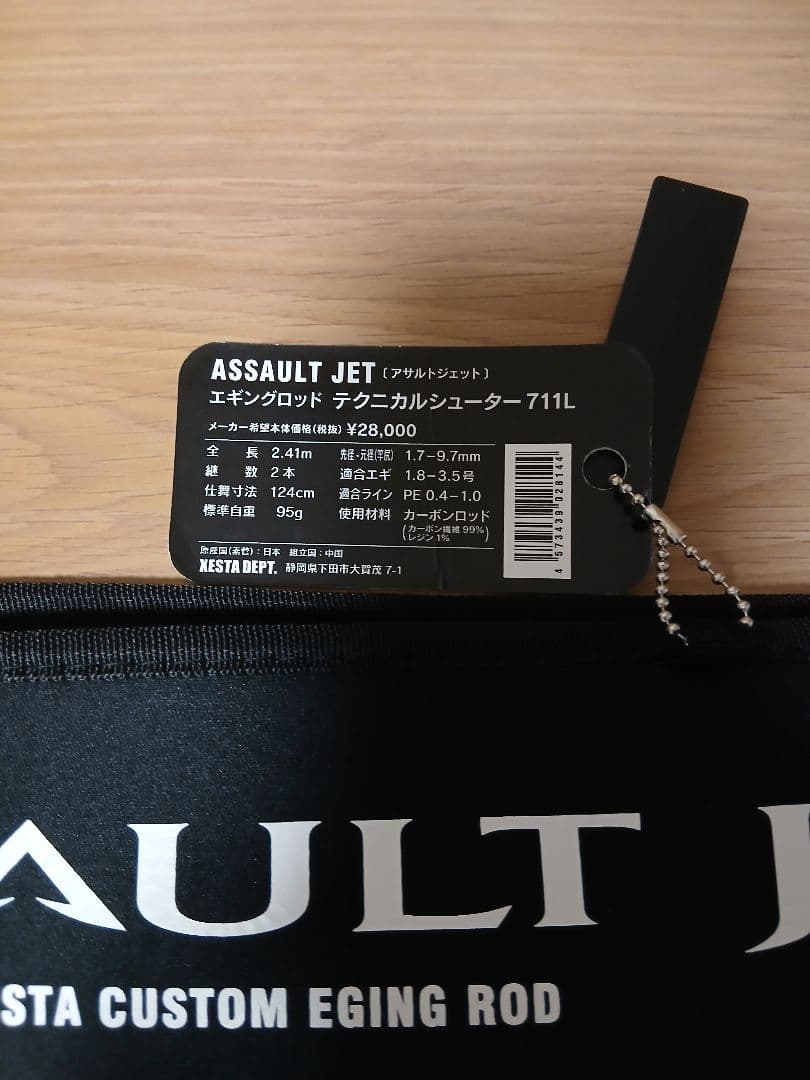 ASSAULT JET〔アサルトジェット〕
エギングロッド テクニカルシューター 711L
メーカー希望本体価格(税抜) ¥28,000
全長 2.41m 先径-元径(竿尻) 1.7-9.7mm
継数 2本 適合エギ 1.8-3.5号
仕舞寸法 124cm 適合ライン PE 0.4-1.0
標準自重 95g 使用材料 カーボンロッド
(カーボン繊維 99%
レジン 1%)
原産国(素巻):日本 組立国:中国
XESTA DEPT. 静岡県下田市大賀茂 7-1
4 573439 028144
AULT J
STA CUSTOM EGING ROD